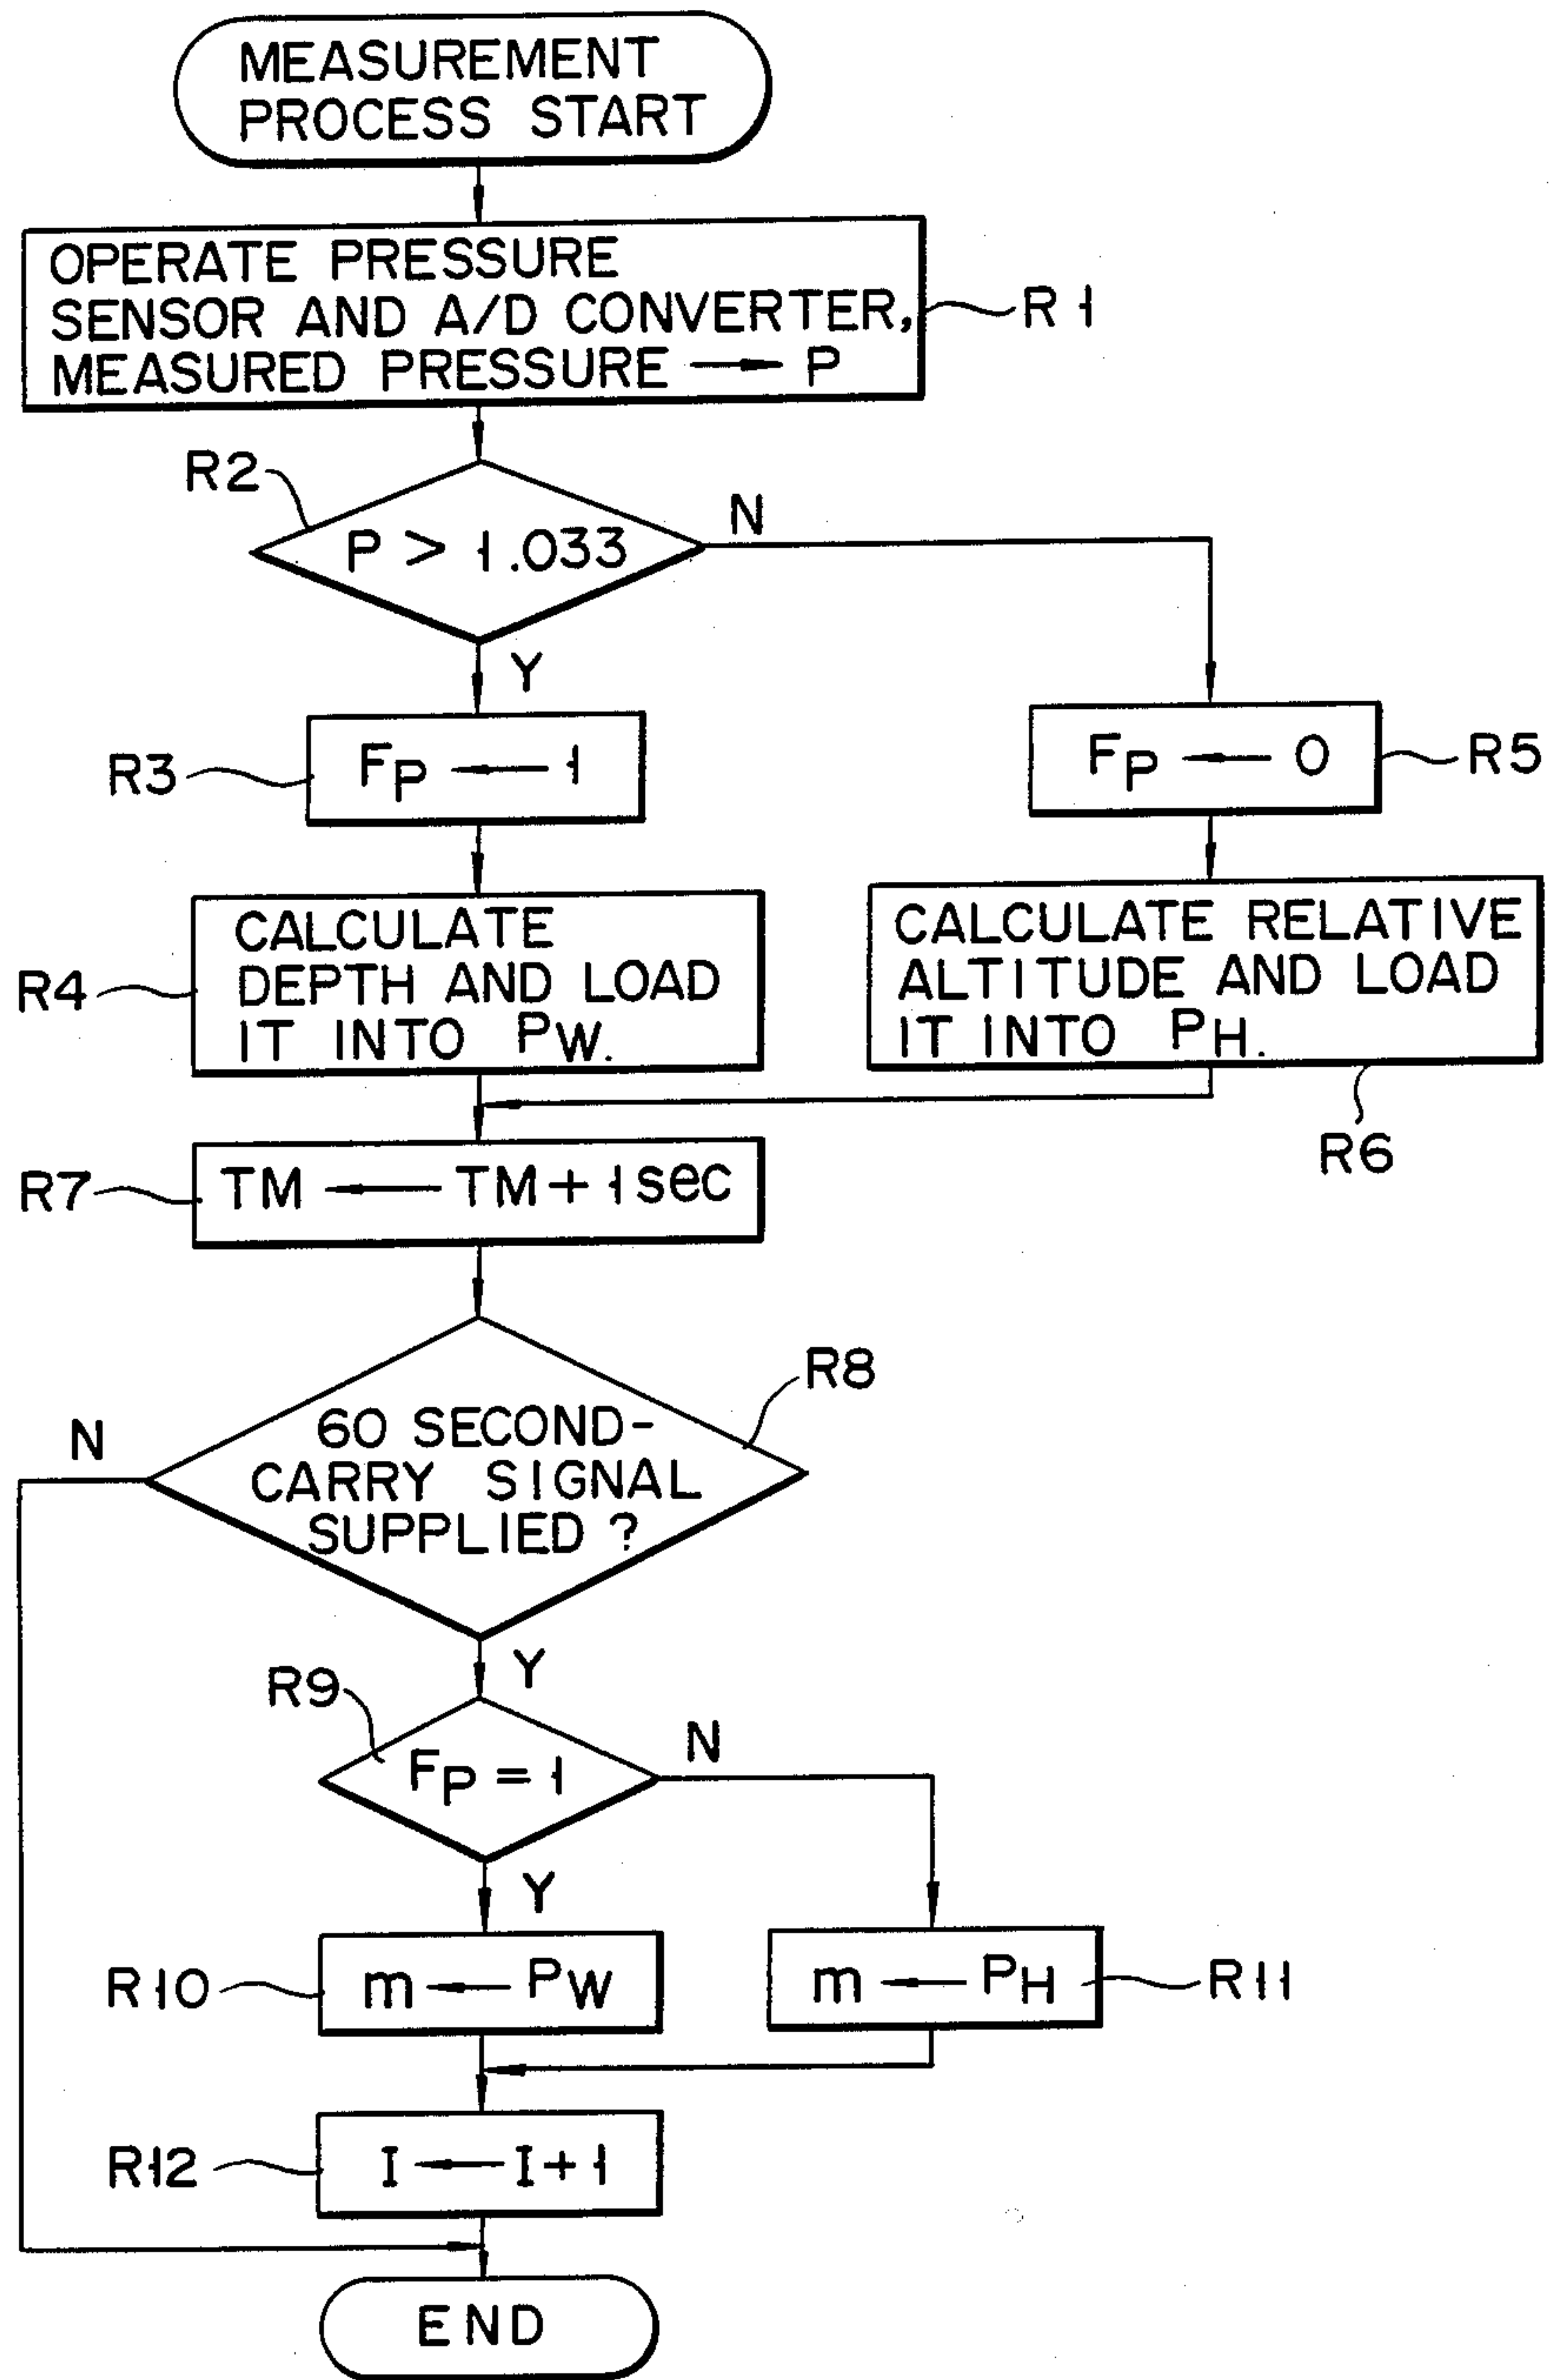 MEASUREMENT
PROCESS START
OPERATE PRESSURE
SENSOR AND A/D CONVERTER,
MEASURED PRESSURE → P
R1
R2
P > 1.033
N
Y
R3
FP ← 1
FP ← 0
R5
R4
CALCULATE
DEPTH AND LOAD
IT INTO PW.
CALCULATE RELATIVE
ALTITUDE AND LOAD
IT INTO PH.
R6
R7
TM ← TM + 1sec
R8
N
60 SECOND-
CARRY SIGNAL
SUPPLIED ?
Y
R9
FP = 1
N
Y
R10
m ← PW
m ← PH
R11
R12
I ← I+1
END